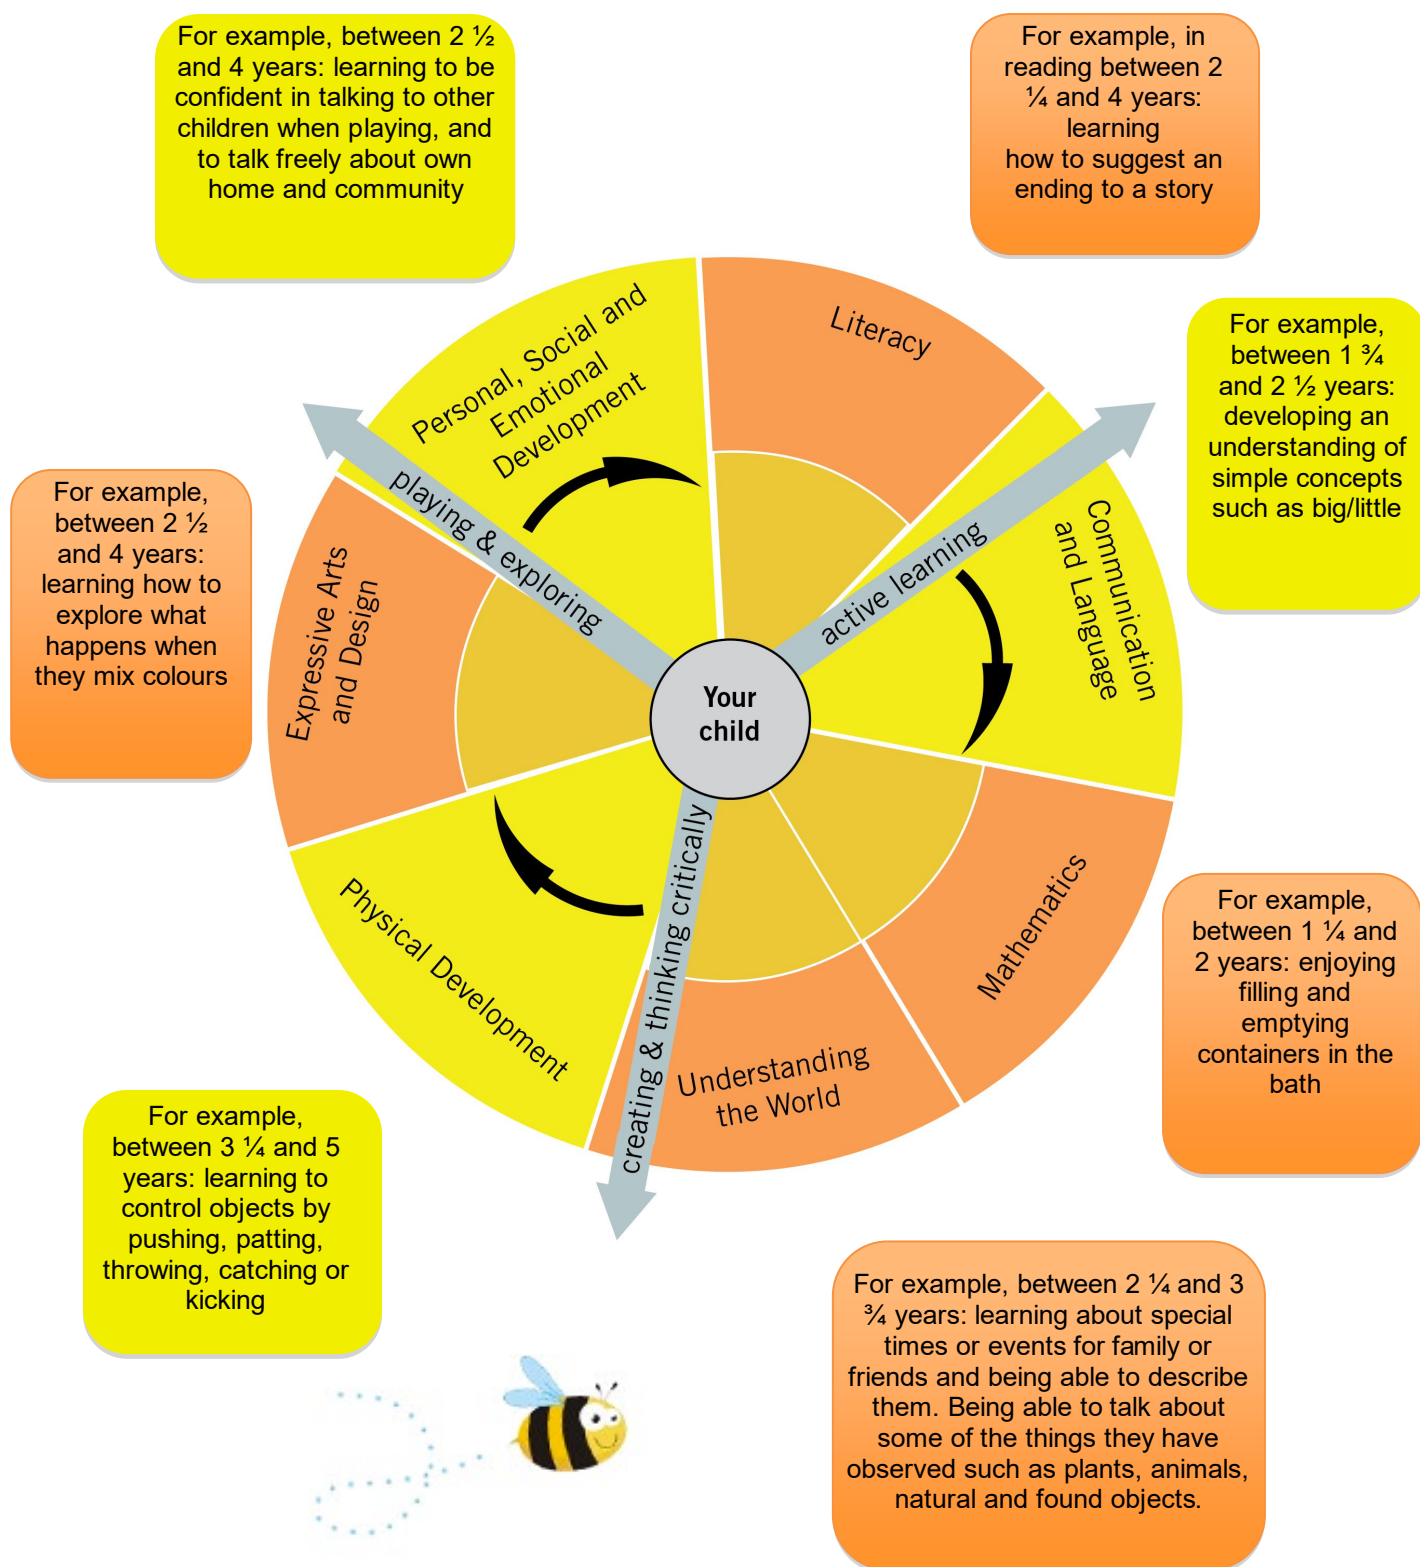 For example, between 2 ½
and 4 years: learning to be
confident in talking to other
children when playing, and
to talk freely about own
home and community
For example, in
reading between 2
¼ and 4 years:
learning
how to suggest an
ending to a story
For example,
between 1 ¾
and 2 ½ years:
developing an
understanding of
simple concepts
such as big/little
For example,
between 2 ½
and 4 years:
learning how to
explore what
happens when
they mix colours
Personal, Social and
Emotional
Development
Literacy
Communication
and Language
Expressive Arts
and Design
playing & exploring
active learning
Your
child
creating & thinking critically
Physical Development
Understanding
the World
Mathematics
For example,
between 1 ¼ and
2 years: enjoying
filling and
emptying
containers in the
bath
For example,
between 3 ¼ and 5
years: learning to
control objects by
pushing, patting,
throwing, catching or
kicking
For example, between 2 ¼ and 3
¾ years: learning about special
times or events for family or
friends and being able to describe
them. Being able to talk about
some of the things they have
observed such as plants, animals,
natural and found objects.